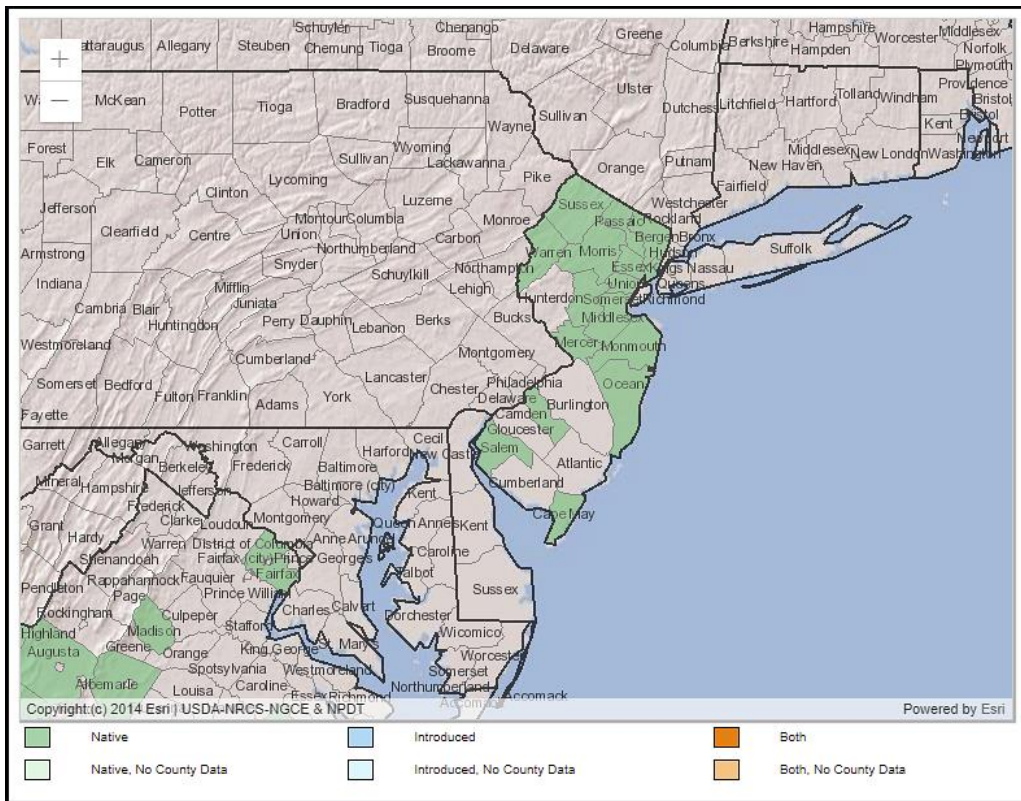 Schuyler Chenango Greene Hampshire Middlesex
Cattaraugus Allegany Steuben Chemung Tioga Broome Delaware Columbia Berkshire Hampden Worcester Norfolk
Plymouth
+
−
McKean Potter Tioga Bradford Susquehanna Ulster Dutchess Litchfield Hartford Tolland Windham Providence
Bristol
Wayne Sullivan Kent Bristol
Newport
Forest Elk Cameron Sullivan Wyoming Lackawanna Orange Putnam New Haven Middlesex New London Washington
Lycoming Pike Fairfield
Jefferson Clinton Luzerne Sussex Westchester
Clearfield Centre Montour Columbia Monroe Passaic Rockland
Union Northumberland Carbon Bergen Bronx
Armstrong Snyder Schuylkill Northampton Warren Morris Hudson Suffolk
Indiana Mifflin Lehigh Essex Kings Nassau
Juniata Hunterdon Union Queens
Somerset Richmond
Cambria Blair Huntingdon Perry Dauphin Lebanon Berks Bucks Middlesex
Westmoreland Cumberland Montgomery Mercer Monmouth
Somerset Bedford Fulton Franklin Adams York Lancaster Chester Philadelphia Ocean
Delaware Burlington
Fayette Camden
Gloucester
Garrett Allegany Washington Carroll Harford Cecil New Castle Salem Atlantic
Morgan Berkeley Frederick Baltimore
Mineral Hampshire Jefferson Baltimore (city) Cumberland
Frederick Howard Kent
Grant Clarke Loudoun Montgomery Queen Annes Kent Cape May
Hardy Warren District of Columbia Anne Arundel
Shenandoah Fairfax (city) Prince Georges Caroline
Pendleton Rappahannock Fauquier Fairfax Talbot
Page Prince William Sussex
Rockingham Culpeper Charles Calvert Dorchester
Highland Madison Stafford Wicomico
Augusta Greene Orange King George St. Marys Worcester
Spotsylvania Westmoreland Somerset
Albemarle Louisa Caroline Essex Richmond Northumberland Accomack
Accomack
Copyright:(c) 2014 Esri | USDA-NRCS-NGCE & NPDT Powered by Esri
Native Introduced Both
Native, No County Data Introduced, No County Data Both, No County Data